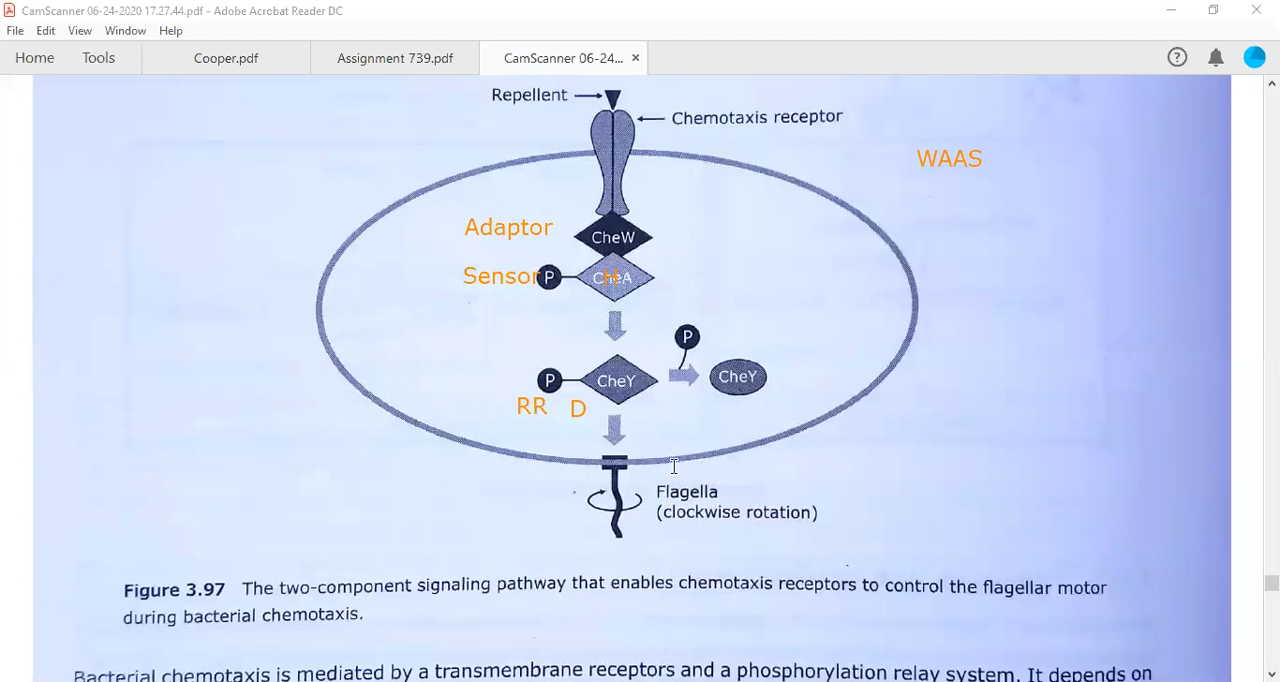 CamScanner 06-24-2020 17.27.44.pdf - Adobe Acrobat Reader DC
File Edit View Window Help
Home Tools Cooper.pdf Assignment 739.pdf CamScanner 06-24... ×
Repellent
Chemotaxis receptor
WAAS
Adaptor
CheW
Sensor P CheA H
P
P CheY CheY
RR D
Flagella
(clockwise rotation)
Figure 3.97 The two-component signaling pathway that enables chemotaxis receptors to control the flagellar motor
during bacterial chemotaxis.
Bacterial chemotaxis is mediated by a transmembrane receptors and a phosphorylation relay system. It depends on